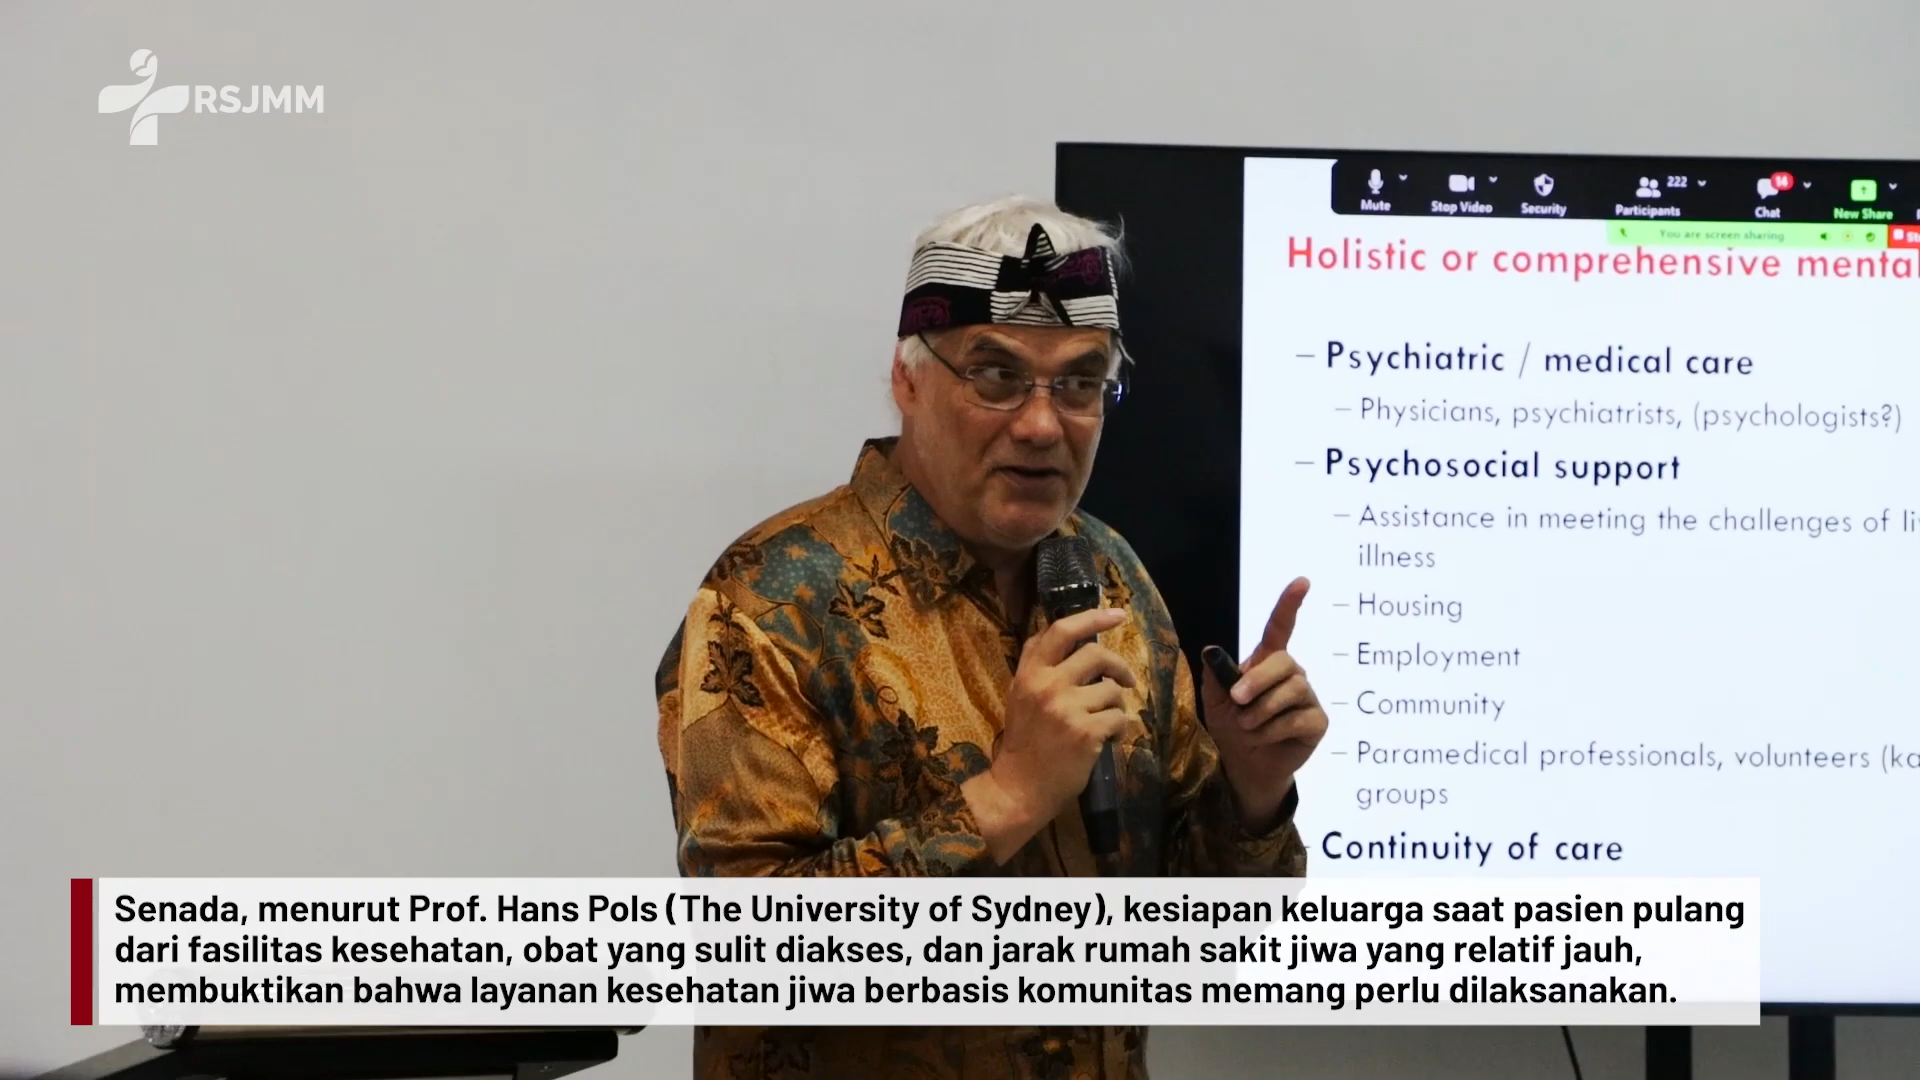 RSJMM
Mute
Stop Video
Security
222
Participants
14
Chat
New Share
You are screen sharing
Holistic or comprehensive mental
– Psychiatric / medical care
– Physicians, psychiatrists, (psychologists?)
– Psychosocial support
– Assistance in meeting the challenges of
illness
– Housing
– Employment
– Community
– Paramedical professionals, volunteers
groups
Continuity of care
Senada, menurut Prof. Hans Pols (The University of Sydney), kesiapan keluarga saat pasien pulang
dari fasilitas kesehatan, obat yang sulit diakses, dan jarak rumah sakit jiwa yang relatif jauh,
membuktikan bahwa layanan kesehatan jiwa berbasis komunitas memang perlu dilaksanakan.